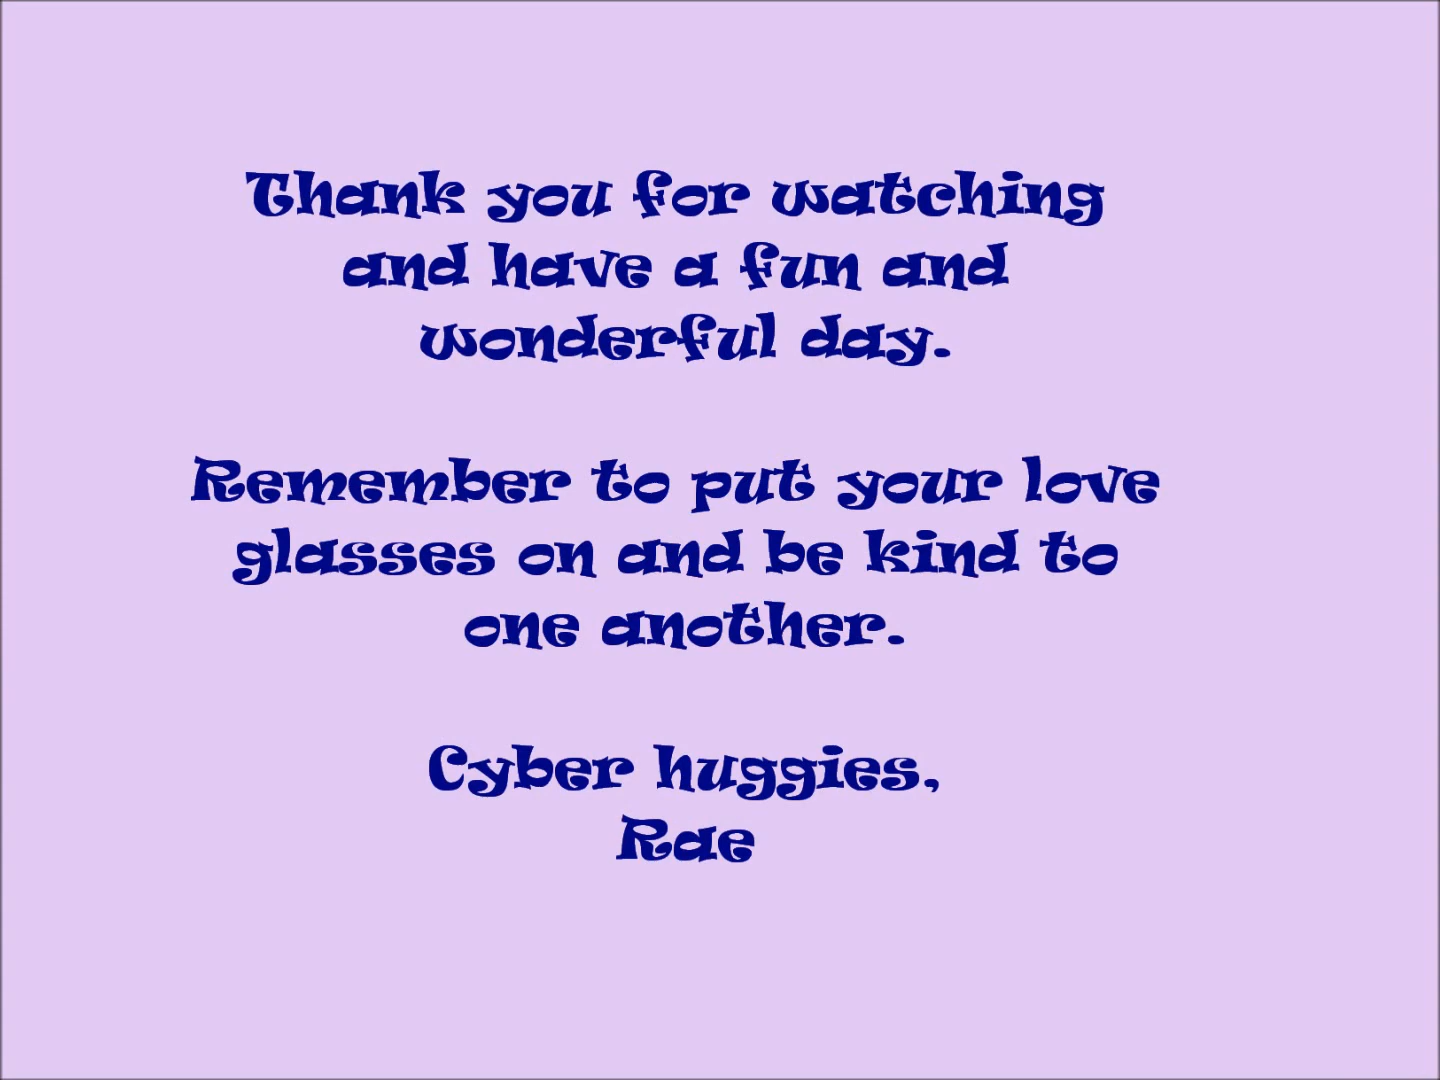 Thank you for watching
and have a fun and
wonderful day.
Remember to put your love
glasses on and be kind to
one another.
Cyber huggies,
Rae